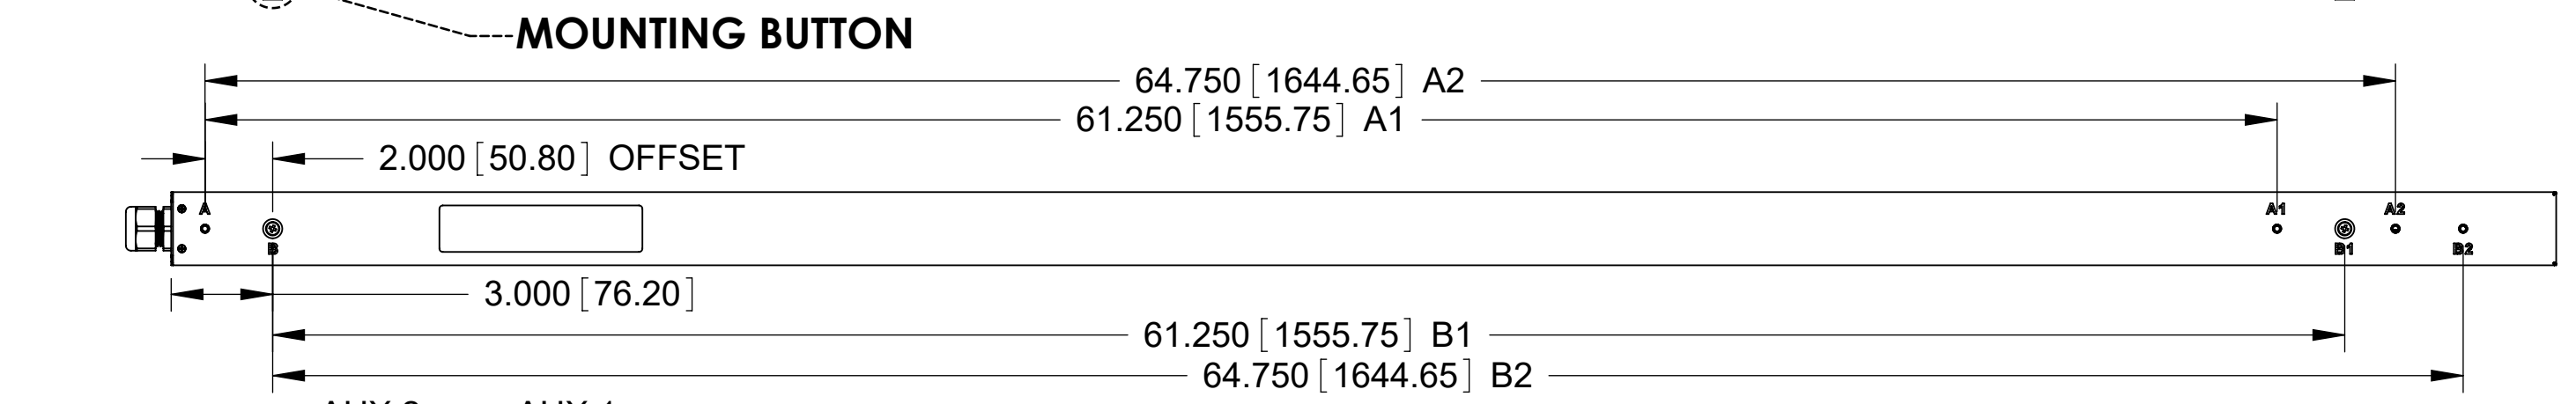 MOUNTING BUTTON
64.750 [1644.65] A2
61.250 [1555.75] A1
2.000 [50.80] OFFSET
A
A1
A2
B
B1
B2
3.000 [76.20]
61.250 [1555.75] B1
64.750 [1644.65] B2